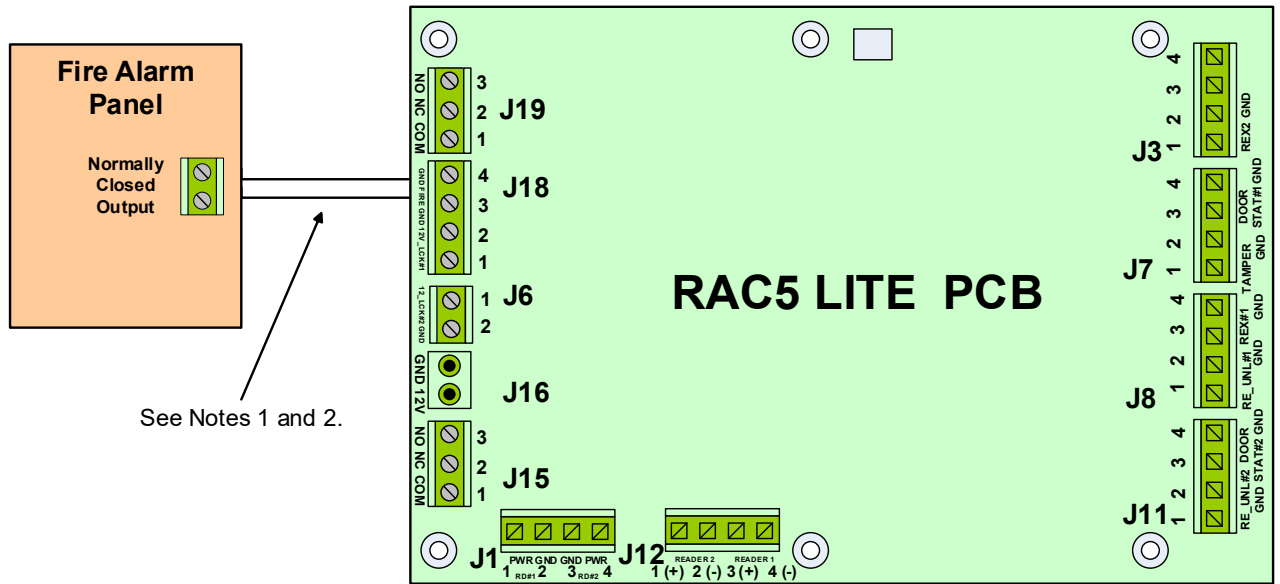 Fire Alarm
Panel
Normally
Closed
Output
See Notes 1 and 2.
NO NC COM
3
2
1
J19
GND FIRE GND 12V_LCK#1
4
3
2
1
J18
12_LCK#2 GND
1
2
J6
GND 12V
J16
NO NC COM
3
2
1
J15
RAC5 LITE PCB
J1
PWR GND GND PWR
1 RD#1 2 3 RD#2 4
J12
READER 2 READER 1
1 (+) 2 (-) 3 (+) 4 (-)
4
3
2
1
J3
REX2 GND
4
3
2
1
J7
TAMPER
GND
DOOR
STAT#1 GND
4
3
2
1
J8
RE_UNL#1 REX#1
GND
GND
4
3
2
1
J11
RE_UNL#2 DOOR
GND STAT#2 GND